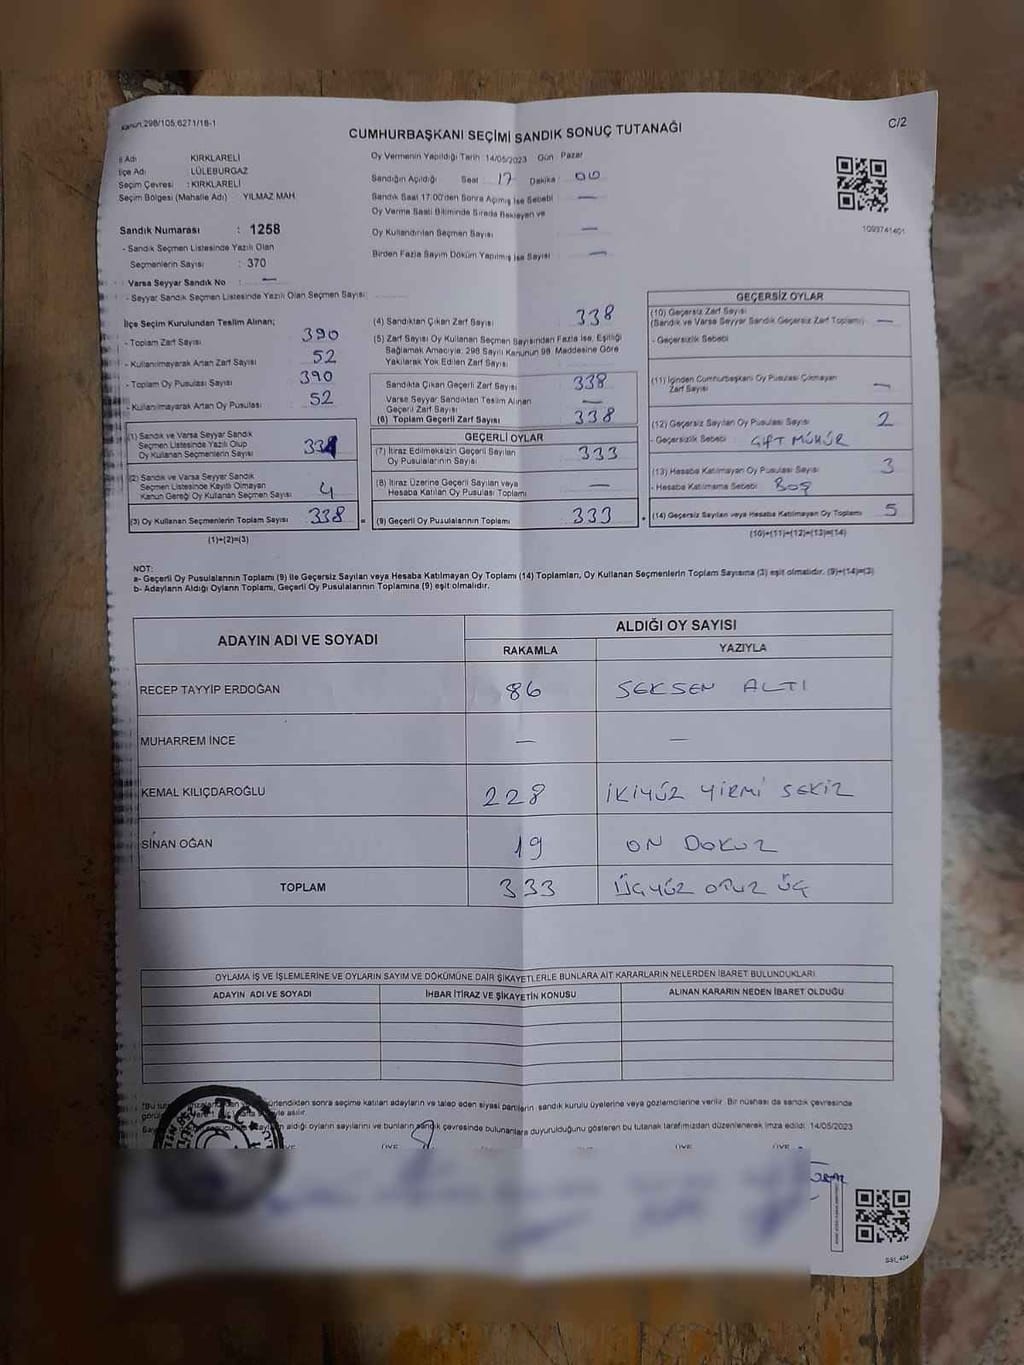 Kanun:298/105,6271/18-1
CUMHURBAŞKANI SEÇİMİ SANDIK SONUÇ TUTANAĞI
C/2
İl Adı KIRKLARELİ
İlçe Adı LÜLEBURGAZ
Seçim Çevresi : KIRKLARELİ
Seçim Bölgesi (Mahalle Adı) YILMAZ MAH
Oy Vermenin Yapıldığı Tarih 14/05/2023 Gün Pazar
Sandığın Açıldığı Saat 17 Dakika 00
Sandık Saat 17:00'den Sonra Açılmış ise Sebebi —
Oy Verme Saati Bitiminde Sırada Bekleyen ve
Oy Kullandırılan Seçmen Sayısı —
Birden Fazla Sayım Döküm Yapılmış ise Sayısı —
1093741401
Sandık Numarası : 1258
- Sandık Seçmen Listesinde Yazılı Olan
Seçmenlerin Sayısı : 370
Varsa Seyyar Sandık No : —
- Seyyar Sandık Seçmen Listesinde Yazılı Olan Seçmen Sayısı
İlçe Seçim Kurulundan Teslim Alınan;
- Toplam Zarf Sayısı 390
- Kullanılmayarak Artan Zarf Sayısı 52
- Toplam Oy Pusulası Sayısı 390
- Kullanılmayarak Artan Oy Pusulası 52
(1) Sandık ve Varsa Seyyar Sandık
Seçmen Listesinde Yazılı Olup
Oy Kullanan Seçmenlerin Sayısı
(2) Sandık ve Varsa Seyyar Sandık
Seçmen Listesinde Kayıtlı Olmayan
Kanun Gereği Oy Kullanan Seçmen Sayısı 4
(3) Oy Kullanan Seçmenlerin Toplam Sayısı 338
(1)+(2)=(3)
(4) Sandıktan Çıkan Zarf Sayısı 338
(5) Zarf Sayısı Oy Kullanan Seçmen Sayısından Fazla ise, Eşitliği
Sağlamak Amacıyla, 298 Sayılı Kanunun 98. Maddesine Göre
Yakılarak Yok Edilen Zarf Sayısı
Sandıkta Çıkan Geçerli Zarf Sayısı 338
Varsa Seyyar Sandıktan Teslim Alınan
Geçerli Zarf Sayısı —
(6) Toplam Geçerli Zarf Sayısı 338
GEÇERLİ OYLAR
(7) İtiraz Edilmeksizin Geçerli Sayılan
Oy Pusulalarının Sayısı 333
(8) İtiraz Üzerine Geçerli Sayılan veya
Hesaba Katılan Oy Pusulası Toplamı —
= (9) Geçerli Oy Pusulalarının Toplamı 333
GEÇERSİZ OYLAR
(10) Geçersiz Zarf Sayısı
(Sandık ve Varsa Seyyar Sandık Geçersiz Zarf Toplamı) —
- Geçersizlik Sebebi
(11) İçinden Cumhurbaşkanı Oy Pusulası Çıkmayan
Zarf Sayısı —
(12) Geçersiz Sayılan Oy Pusula Sayısı 2
- Geçersizlik Sebebi ÇİFT MÜHÜR
(13) Hesaba Katılmayan Oy Pusulası Sayısı 3
- Hesaba Katılmama Sebebi BOŞ
+ (14) Geçersiz Sayılan veya Hesaba Katılmayan Oy Toplamı 5
(10)+(11)+(12)+(13)=(14)
NOT:
a- Geçerli Oy Pusulalarının Toplamı (9) ile Geçersiz Sayılan veya Hesaba Katılmayan Oy Toplamı (14) Toplamları, Oy Kullanan Seçmenlerin Toplam Sayısına (3) eşit olmalıdır. (9)+(14)=(3)
b- Adayların Aldığı Oyların Toplamı, Geçerli Oy Pusulalarının Toplamına (9) eşit olmalıdır.
ADAYIN ADI VE SOYADI ALDIĞI OY SAYISI
RAKAMLA YAZIYLA
RECEP TAYYİP ERDOĞAN 86 SEKSEN ALTI
MUHARREM İNCE — —
KEMAL KILIÇDAROĞLU 228 İKİYÜZ YİRMİ SEKİZ
SİNAN OĞAN 19 ON DOKUZ
TOPLAM 333 ÜÇYÜZ OTUZ ÜÇ
OYLAMA İŞ VE İŞLEMLERİNE VE OYLARIN SAYIM VE DÖKÜMÜNE DAİR ŞİKAYETLERLE BUNLARA AİT KARARLARIN NELERDEN İBARET BULUNDUKLARI
ADAYIN ADI VE SOYADI İHBAR İTİRAZ VE ŞİKAYETİN KONUSU ALINAN KARARIN NEDEN İBARET OLDUĞU
sonra seçime katılan adayların ve talep eden siyasi partilerin sandık kurulu üyelerine veya gözlemcilerine verilir. Bir nüshası da sandık çevresinde
aldığı oyların sayılarını ve bunların sandık çevresinde bulunanlara duyurulduğunu gösteren bu tutanak tarafımızdan düzenlenerek imza edildi. 14/05/2023
ÜYE ÜYE ÜYE